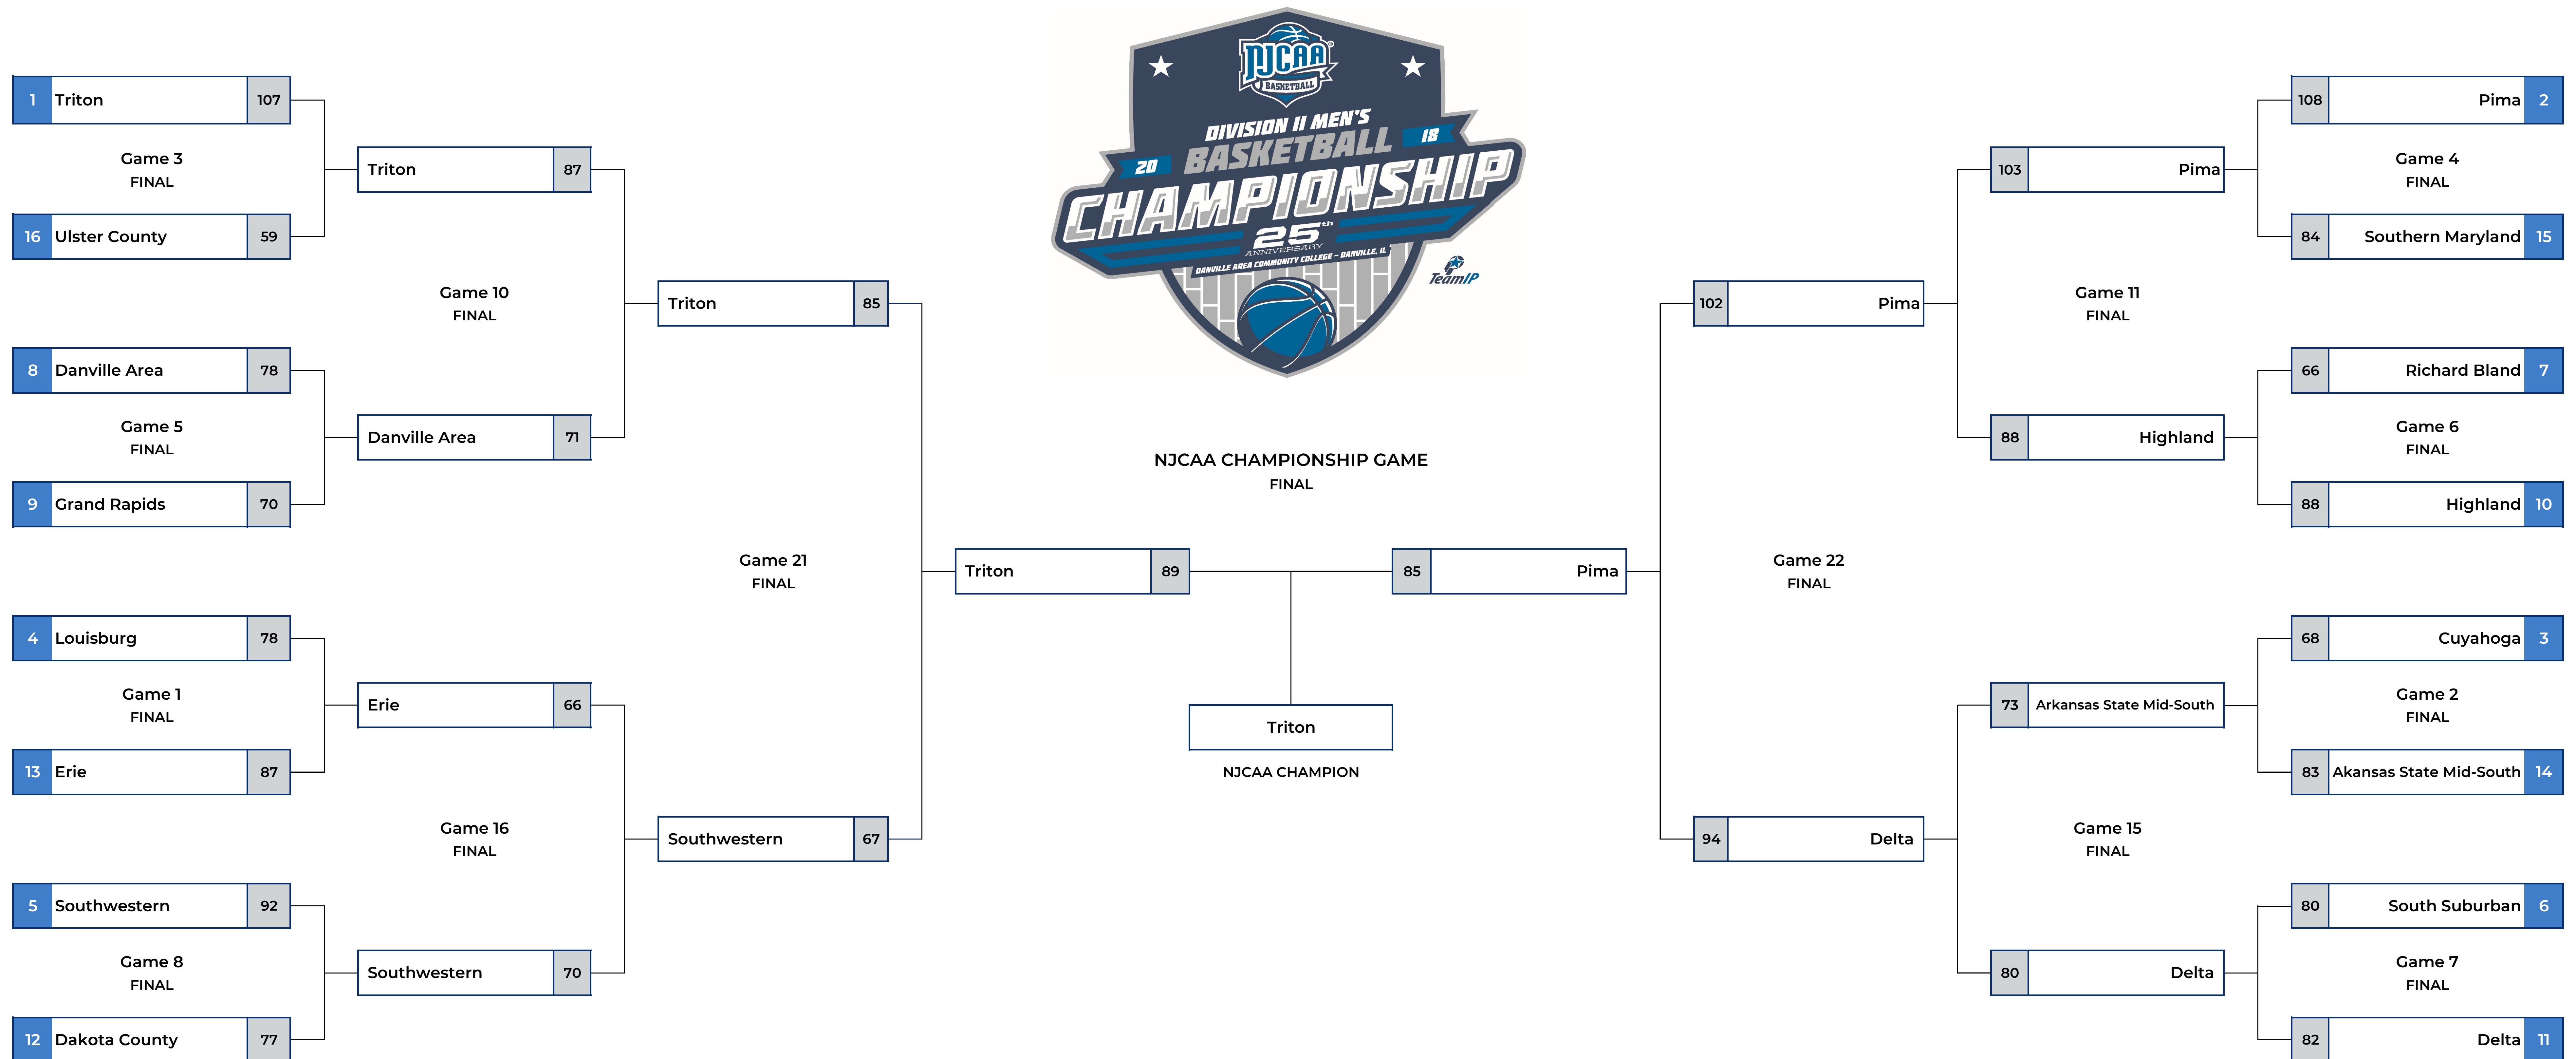 NJCAA
BASKETBALL
DIVISION II MEN'S
20 BASKETBALL 18
CHAMPIONSHIP
25th
ANNIVERSARY
DANVILLE AREA COMMUNITY COLLEGE - DANVILLE, IL
TeamIP
1 Triton 107
Game 3
FINAL
16 Ulster County 59
8 Danville Area 78
Game 5
FINAL
9 Grand Rapids 70
4 Louisburg 78
Game 1
FINAL
13 Erie 87
5 Southwestern 92
Game 8
FINAL
12 Dakota County 77
Triton 87
Game 10
FINAL
Danville Area 71
Erie 66
Game 16
FINAL
Southwestern 70
Triton 85
Game 21
FINAL
Southwestern 67
NJCAA CHAMPIONSHIP GAME
FINAL
Triton 89
85 Pima
Triton
NJCAA CHAMPION
102 Pima
Game 22
FINAL
94 Delta
103 Pima
Game 11
FINAL
88 Highland
73 Arkansas State Mid-South
Game 15
FINAL
80 Delta
108 Pima 2
Game 4
FINAL
84 Southern Maryland 15
66 Richard Bland 7
Game 6
FINAL
88 Highland 10
68 Cuyahoga 3
Game 2
FINAL
83 Akansas State Mid-South 14
80 South Suburban 6
Game 7
FINAL
82 Delta 11